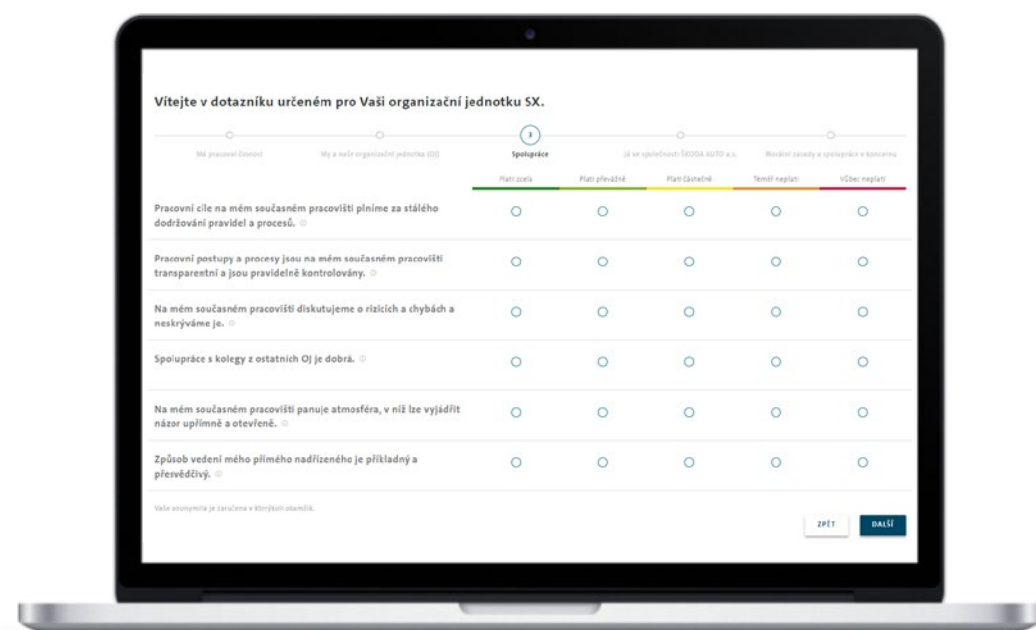 Vítejte v dotazníku určeném pro Vaši organizační jednotku SX.
3
Má pracovní činnost
My a naše organizační jednotka (OJ)
Spolupráce
Já ve společnosti ŠKODA AUTO a.s.
Morální zásady a spolupráce v koncernu
Platí zcela
Platí převážně
Platí částečně
Téměř neplatí
Vůbec neplatí
Pracovní cíle na mém současném pracovišti plníme za stálého
dodržování pravidel a procesů.
Pracovní postupy a procesy jsou na mém současném pracovišti
transparentní a jsou pravidelně kontrolovány.
Na mém současném pracovišti diskutujeme o rizicích a chybách a
neskrýváme je.
Spolupráce s kolegy z ostatních OJ je dobrá.
Na mém současném pracovišti panuje atmosféra, v níž lze vyjádřit
názor upřímně a otevřeně.
Způsob vedení mého přímého nadřízeného je příkladný a
přesvědčivý.
Vaše anonymita je zaručena v kterýkoli okamžik.
ZPĚT
DALŠÍ